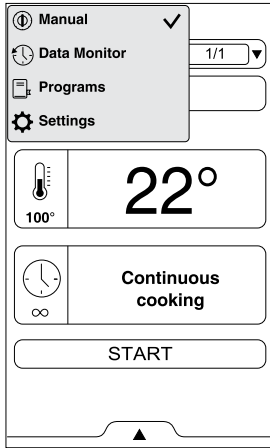 Manual
Data Monitor
1/1
Programs
Settings
22°
100°
Continuous
cooking
∞
START